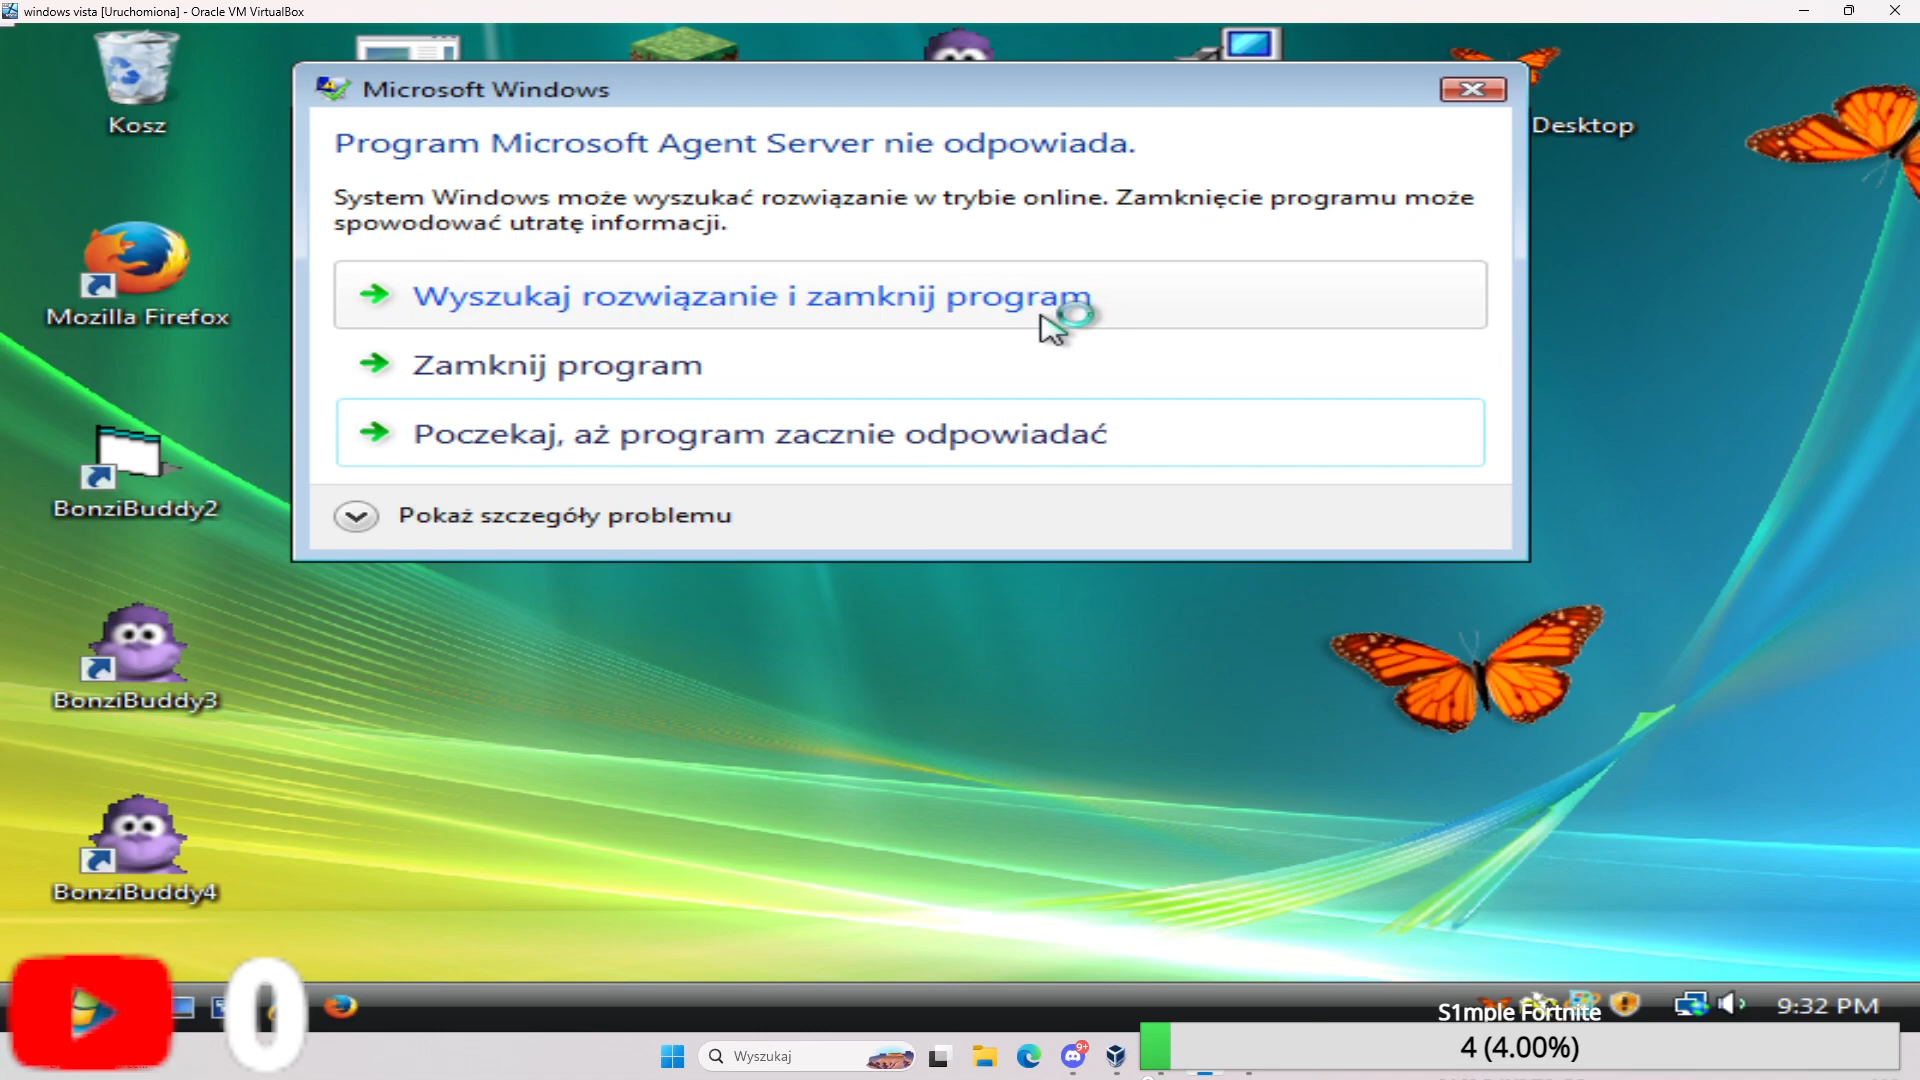 windows vista [Uruchomiona] - Oracle VM VirtualBox
Kosz
Microsoft Windows
Desktop
Program Microsoft Agent Server nie odpowiada.
System Windows może wyszukać rozwiązanie w trybie online. Zamknięcie programu może
spowodować utratę informacji.
Wyszukaj rozwiązanie i zamknij program
Mozilla Firefox
Zamknij program
Poczekaj, aż program zacznie odpowiadać
BonziBuddy2
Pokaż szczegóły problemu
BonziBuddy3
BonziBuddy4
0
S1mple Fortnite
9:32 PM
Wyszukaj
9+
4 (4.00%)